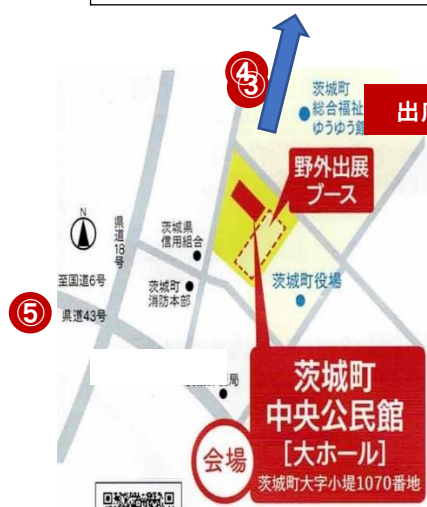 ④
③
茨城町
総合福祉
ゆうゆう館
出
野外出展
ブース
N
県道18号
茨城県
信用組合
至国道6号
茨城町
消防本部
茨城町役場
⑤
県道43号
局
茨城町
中央公民館
[大ホール]
会場
茨城町大字小堤1070番地